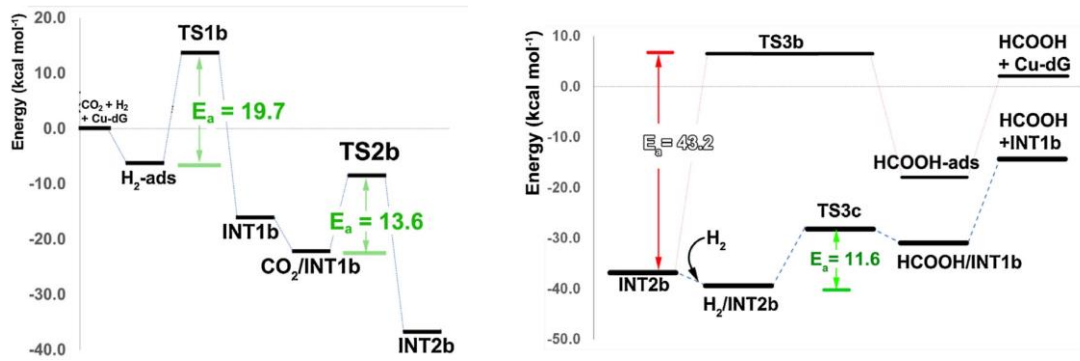 Energy (kcal mol⁻¹)
20.0
10.0
0.0
-10.0
-20.0
-30.0
-40.0
CO₂ + H₂
+ Cu-dG
H₂-ads
TS1b
Eₐ = 19.7
INT1b
CO₂/INT1b
TS2b
Eₐ = 13.6
INT2b
Energy (kcal mol⁻¹)
10.0
0.0
-10.0
-20.0
-30.0
-40.0
-50.0
TS3b
Eₐ = 43.2
INT2b
H₂
H₂/INT2b
TS3c
Eₐ = 11.6
HCOOH-ads
HCOOH/INT1b
HCOOH
+ Cu-dG
HCOOH
+INT1b